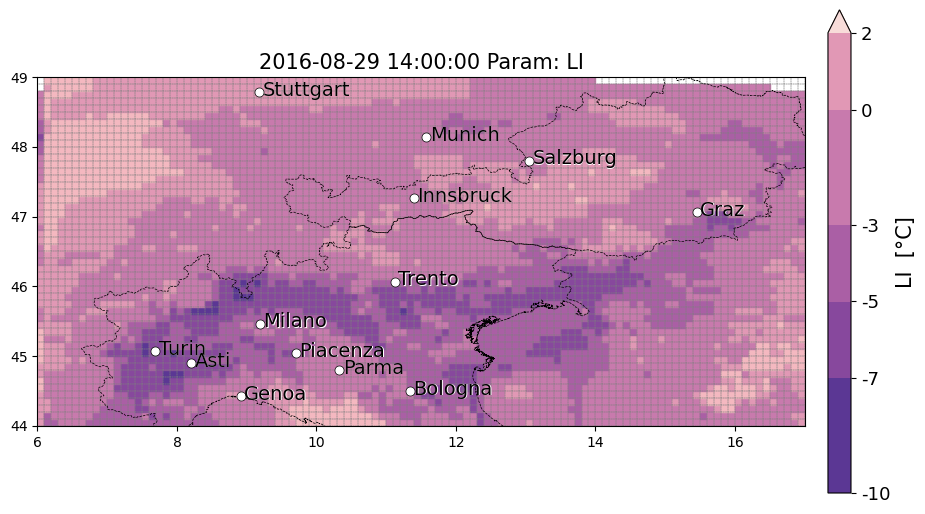 2016-08-29 14:00:00 Param: LI
49
48
47
46
45
44
6
8
10
12
14
16
Stuttgart
Munich
Salzburg
Innsbruck
Graz
Trento
Milano
Turin
Asti
Piacenza
Parma
Genoa
Bologna
2
0
-3
-5
-7
-10
LI [°C]